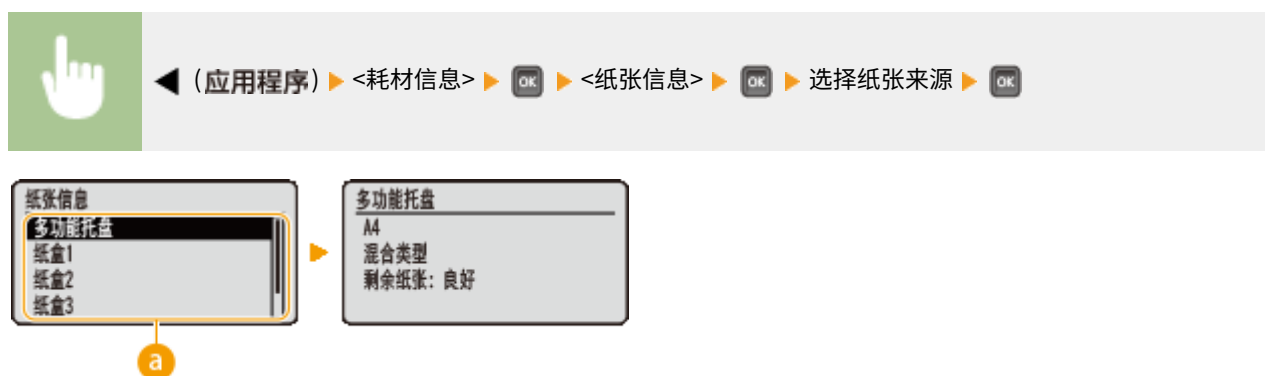 ◀ (应用程序) ▶ <耗材信息> ▶ OK ▶ <纸张信息> ▶ OK ▶ 选择纸张来源 ▶ OK
纸张信息
多功能托盘
纸盒1
纸盒2
纸盒3
a
多功能托盘
A4
混合类型
剩余纸张: 良好